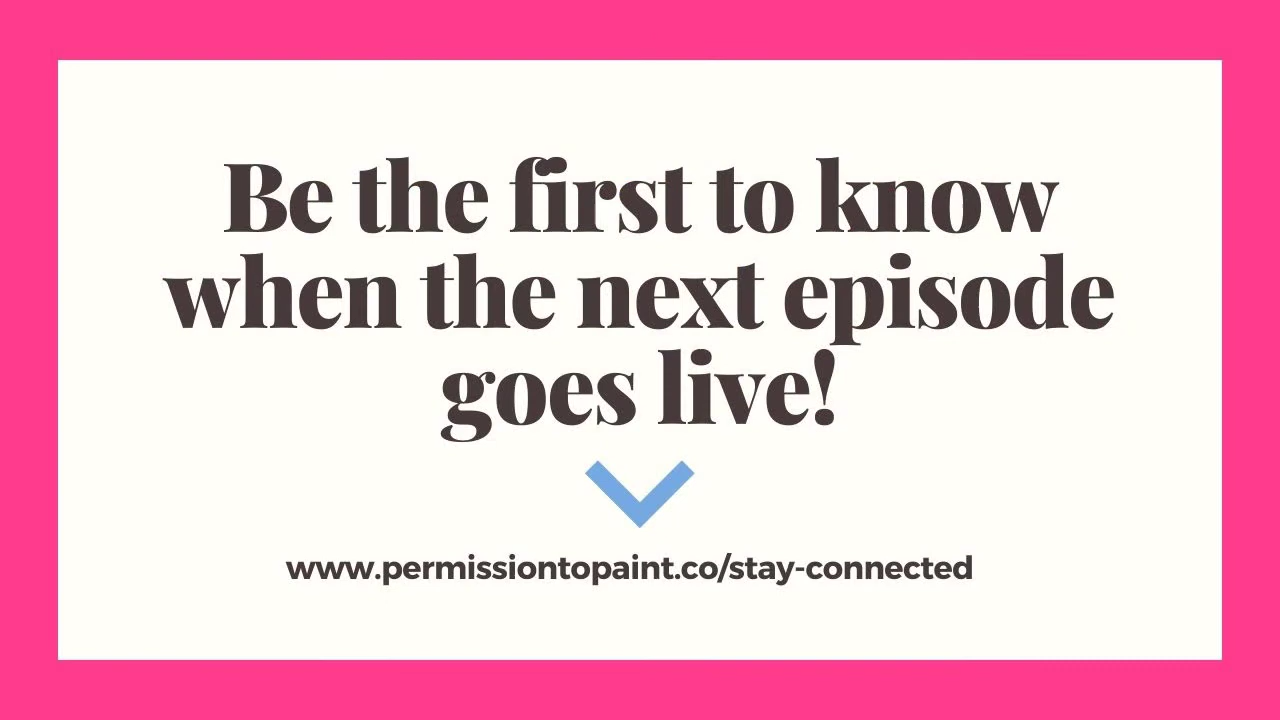 Be the first to know
when the next episode
goes live!
www.permissiontopaint.co/stay-connected